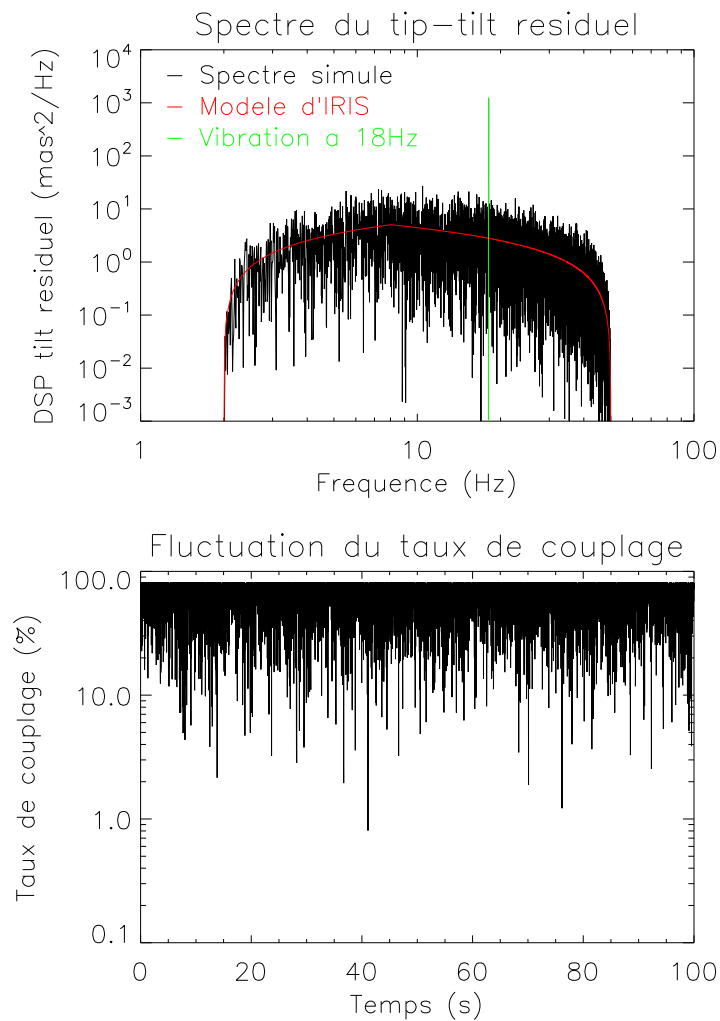 Spectre du tip-tilt residuel
DSP tilt residuel (mas^2/Hz)
10^4
10^3
10^2
10^1
10^0
10^-1
10^-2
10^-3
Spectre simule
Modele d'IRIS
Vibration a 18Hz
1 10 100
Frequence (Hz)
Fluctuation du taux de couplage
Taux de couplage (%)
100.0
10.0
1.0
0.1
0 20 40 60 80 100
Temps (s)